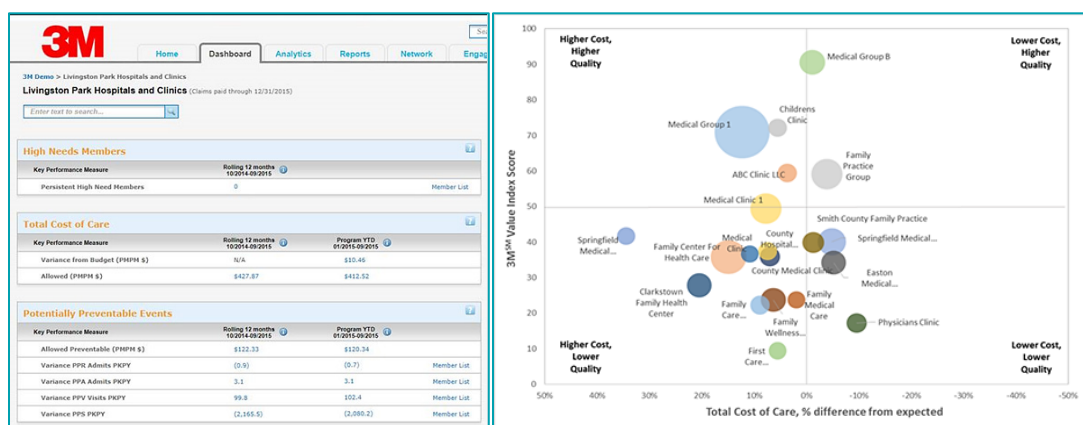 3M
Sea
Home
Dashboard
Analytics
Reports
Network
Engag
3M Demo > Livingston Park Hospitals and Clinics
Livingston Park Hospitals and Clinics (Claims paid through 12/31/2015)
Enter text to search...
High Needs Members
?
Key Performance Measure
Rolling 12 months
10/2014-09/2015
Persistent High Need Members 0 Member List
Total Cost of Care
?
Key Performance Measure
Rolling 12 months
10/2014-09/2015
Program YTD
01/2015-09/2015
Variance from Budget (PMPM $) N/A $10.46
Allowed (PMPM $) $427.87 $412.52
Potentially Preventable Events
?
Key Performance Measure
Rolling 12 months
10/2014-09/2015
Program YTD
01/2015-09/2015
Allowed Preventable (PMPM $) $122.33 $120.34
Variance PPR Admits PKPY (0.9) (0.7) Member List
Variance PPA Admits PKPY 3.1 3.1 Member List
Variance PPV Visits PKPY 99.8 102.4 Member List
Variance PPS PKPY (2,165.5) (2,080.2) Member List
3M℠ Value Index Score
100
90
80
70
60
50
40
30
20
10
0
Higher Cost,
Higher
Quality
Lower Cost,
Higher
Quality
Medical Group B
Childrens
Clinic
Medical Group 1
Family
Practice
Group
ABC Clinic LLC
Medical Clinic 1
Smith County Family Practice
Springfield
Medical...
Medical
Clinic
County
Hospital...
Springfield Medical...
Family Center For
Health Care
County Medical Clinic
Easton
Medical...
Clarkstown
Family Health
Center
Family
Care...
Family
Wellness...
Family
Medical
Care
Physicians Clinic
First
Care...
Higher Cost,
Lower
Quality
Lower Cost,
Lower
Quality
50% 40% 30% 20% 10% 0% -10% -20% -30% -40% -50%
Total Cost of Care, % difference from expected